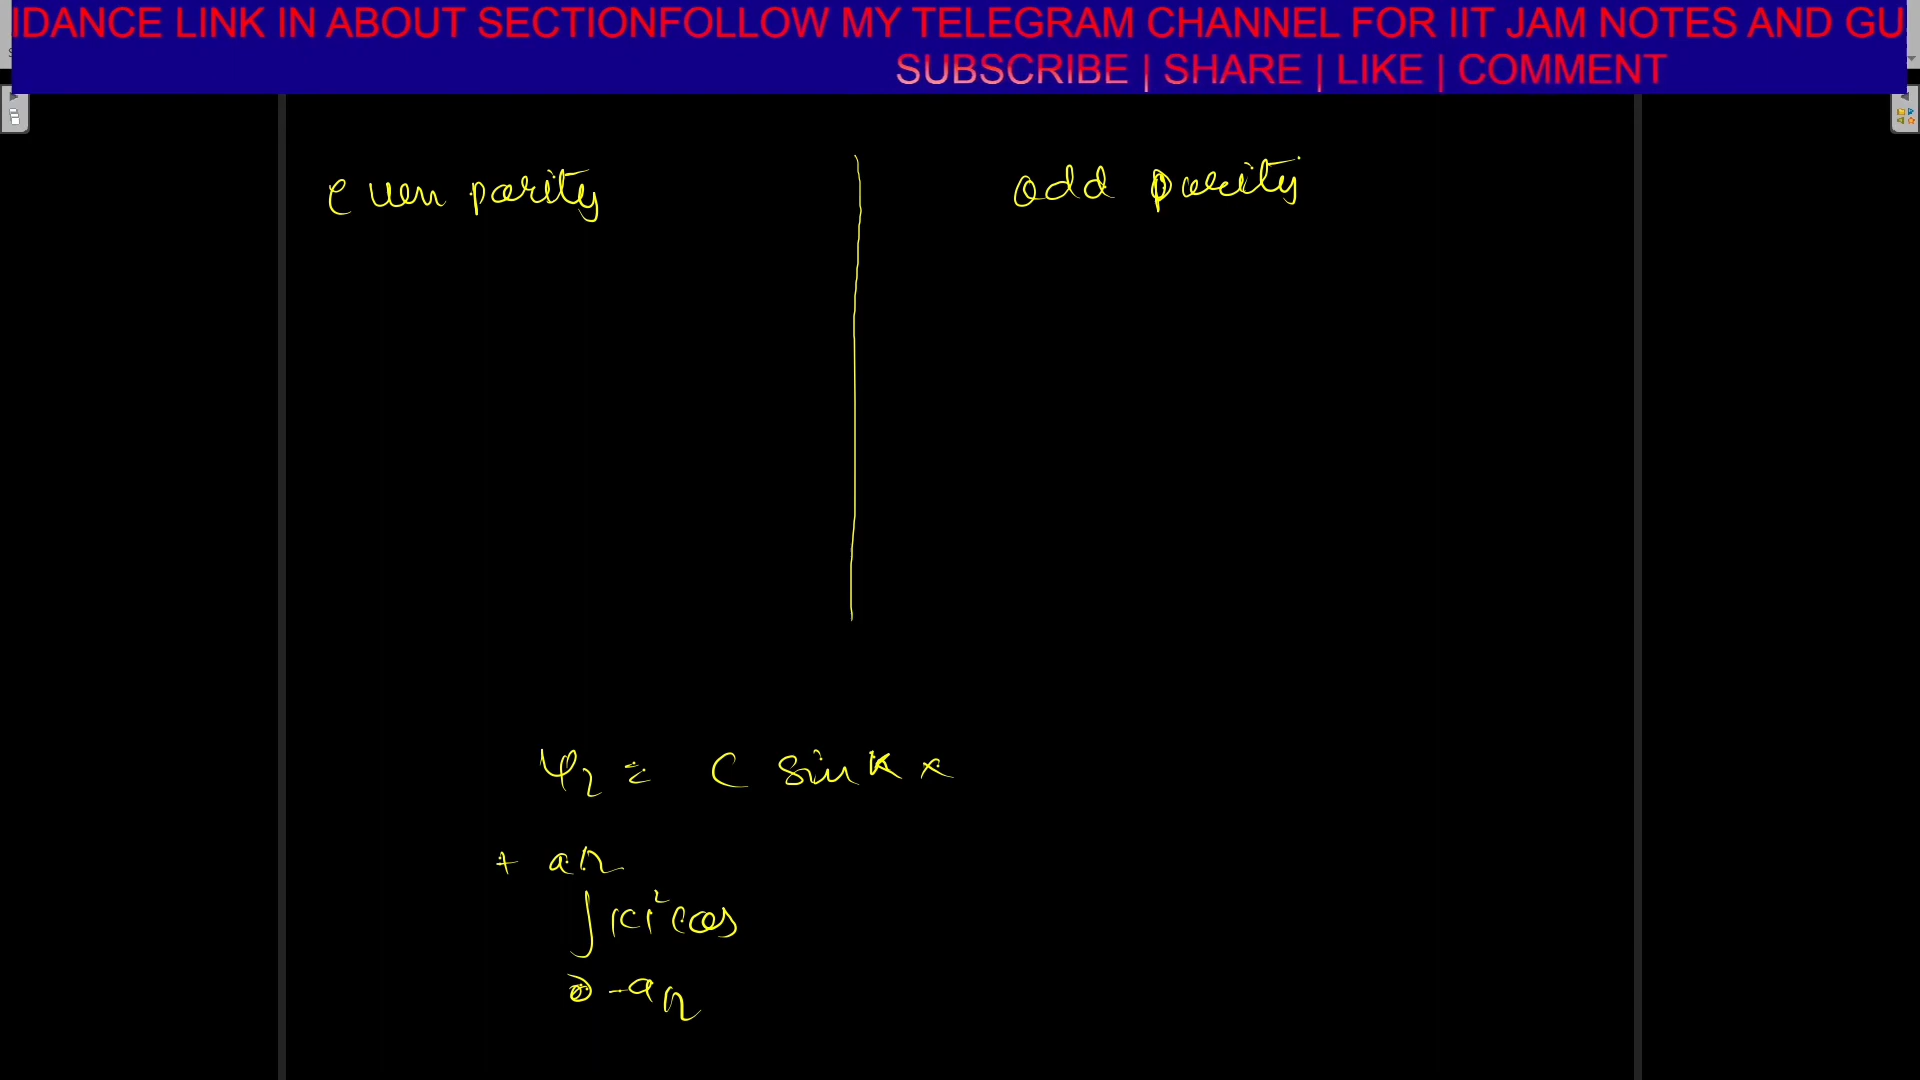 IDANCE LINK IN ABOUT SECTIONFOLLOW MY TELEGRAM CHANNEL FOR IIT JAM NOTES AND GU
SUBSCRIBE | SHARE | LIKE | COMMENT
even parity
odd parity
ψ2 = C sin k x
+ a/2
∫ |C|² cos
-a/2